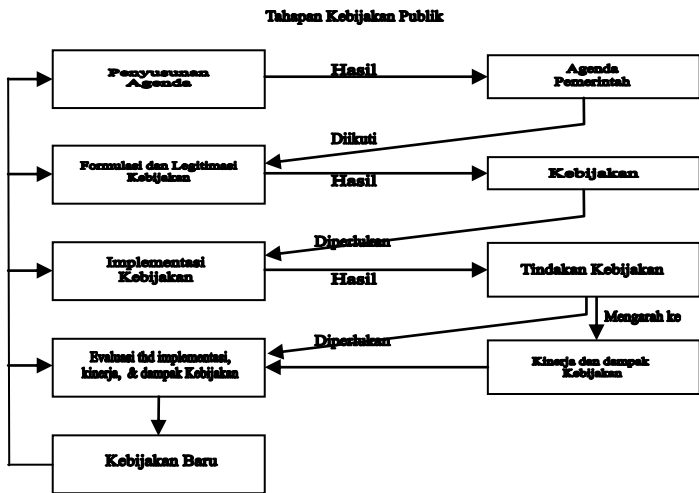 Tahapan Kebijakan Publik
Penyusunan
Agenda
Hasil
Agenda
Pemerintah
Diikuti
Formulasi dan Legitimasi
Kebijakan
Hasil
Kebijakan
Diperlukan
Implementasi
Kebijakan
Hasil
Tindakan Kebijakan
Mengarah ke
Diperlukan
Evaluasi thd implementasi,
kinerja, & dampak Kebijakan
Kinerja dan dampak
Kebijakan
Kebijakan Baru